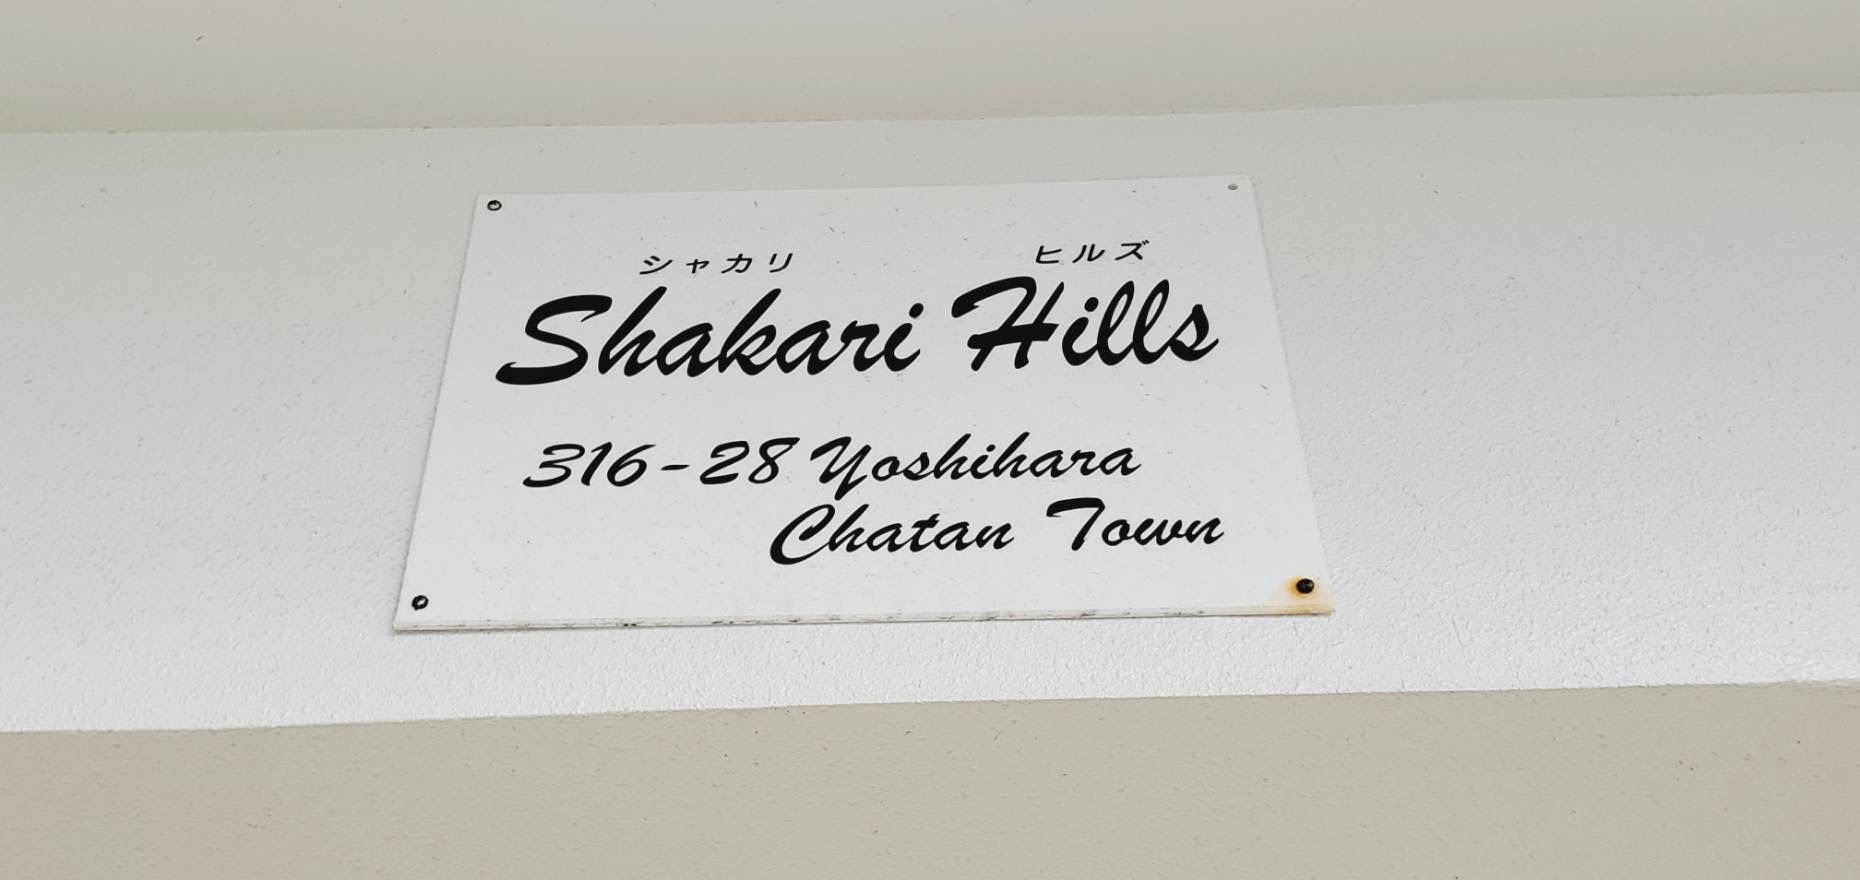 シャカリ ヒルズ
Shakari Hills
316-28 Yoshihara
Chatan Town